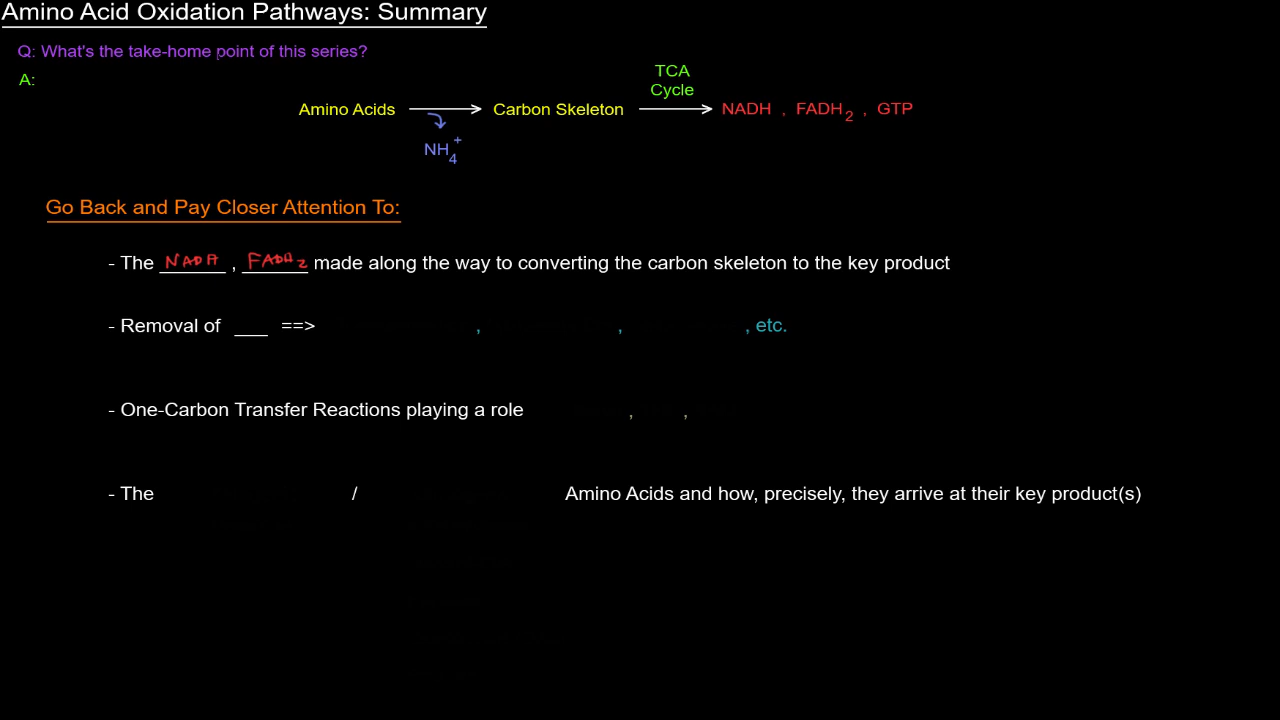 Amino Acid Oxidation Pathways: Summary
Q: What's the take-home point of this series?
A:
TCA
Cycle
Amino Acids Carbon Skeleton NADH , FADH2 , GTP
NH4+
Go Back and Pay Closer Attention To:
- The NADH , FADH2 made along the way to converting the carbon skeleton to the key product
- Removal of ___ ==> , , , etc.
- One-Carbon Transfer Reactions playing a role , ,
- The / Amino Acids and how, precisely, they arrive at their key product(s)